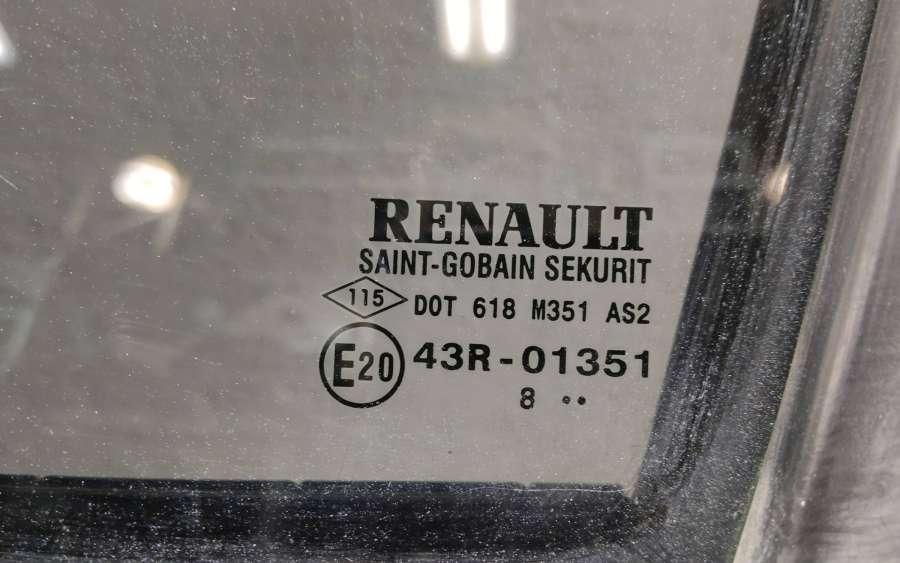 RENAULT
SAINT-GOBAIN SEKURIT
115 DOT 618 M351 AS2
E20 43R-01351
8 ••